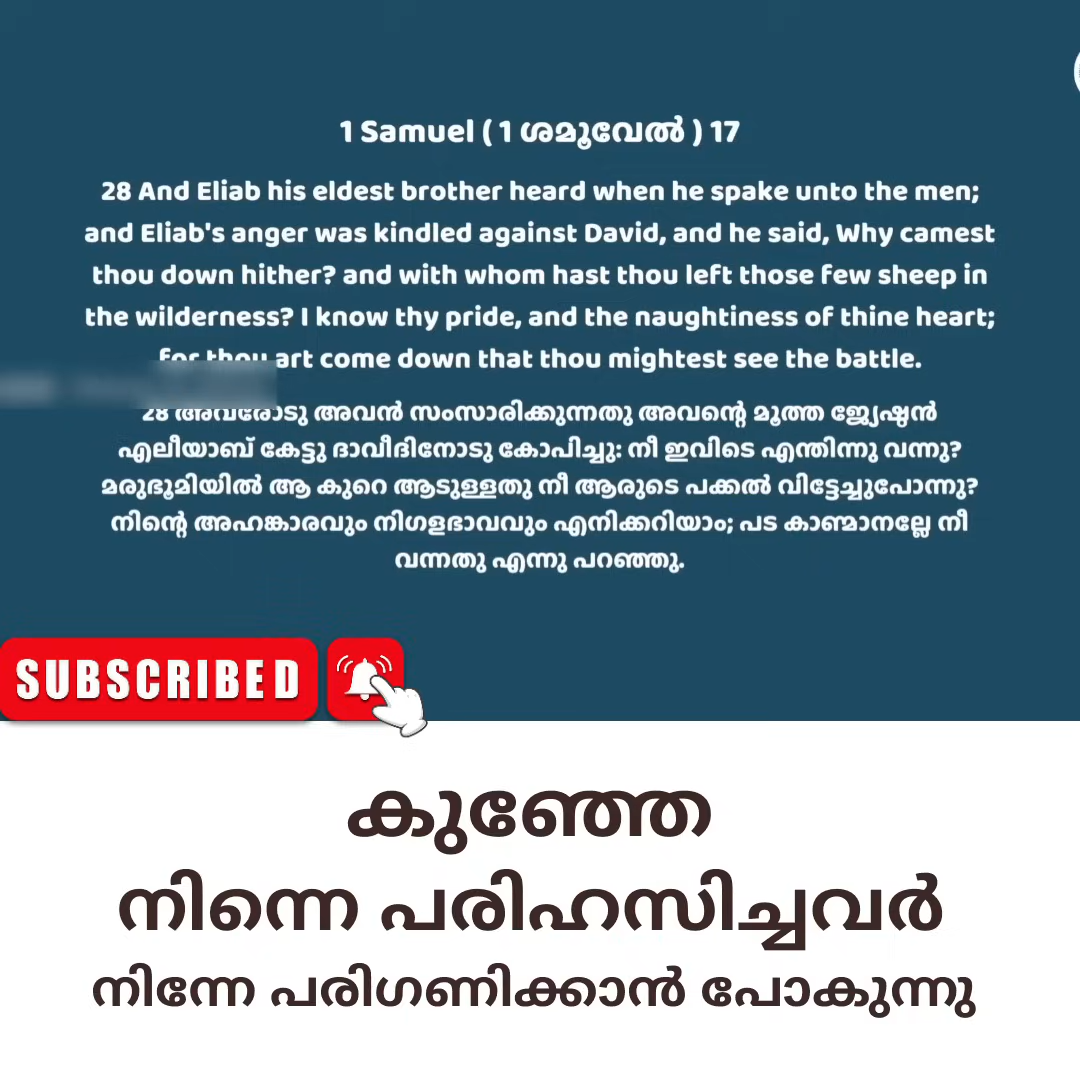 1 Samuel ( 1 ശമൂവേൽ ) 17
28 And Eliab his eldest brother heard when he spake unto the men;
and Eliab's anger was kindled against David, and he said, Why camest
thou down hither? and with whom hast thou left those few sheep in
the wilderness? I know thy pride, and the naughtiness of thine heart;
for thou art come down that thou mightest see the battle.
28 അവരോടു അവൻ സംസാരിക്കുന്നതു അവന്റെ മൂത്ത ജ്യേഷ്ഠൻ
എലീയാബ് കേട്ടു ദാവീദിനോടു കോപിച്ചു: നീ ഇവിടെ എന്തിന്നു വന്നു?
മരുഭൂമിയിൽ ആ കുറെ ആടുള്ളതു നീ ആരുടെ പക്കൽ വിട്ടേച്ചുപോന്നു?
നിന്റെ അഹങ്കാരവും നിഗളഭാവവും എനിക്കറിയാം; പട കാണ്മാനല്ലേ നീ
വന്നതു എന്നു പറഞ്ഞു.
SUBSCRIBED
കുഞ്ഞേ
നിന്നെ പരിഹസിച്ചവർ
നിന്നേ പരിഗണിക്കാൻ പോകുന്നു